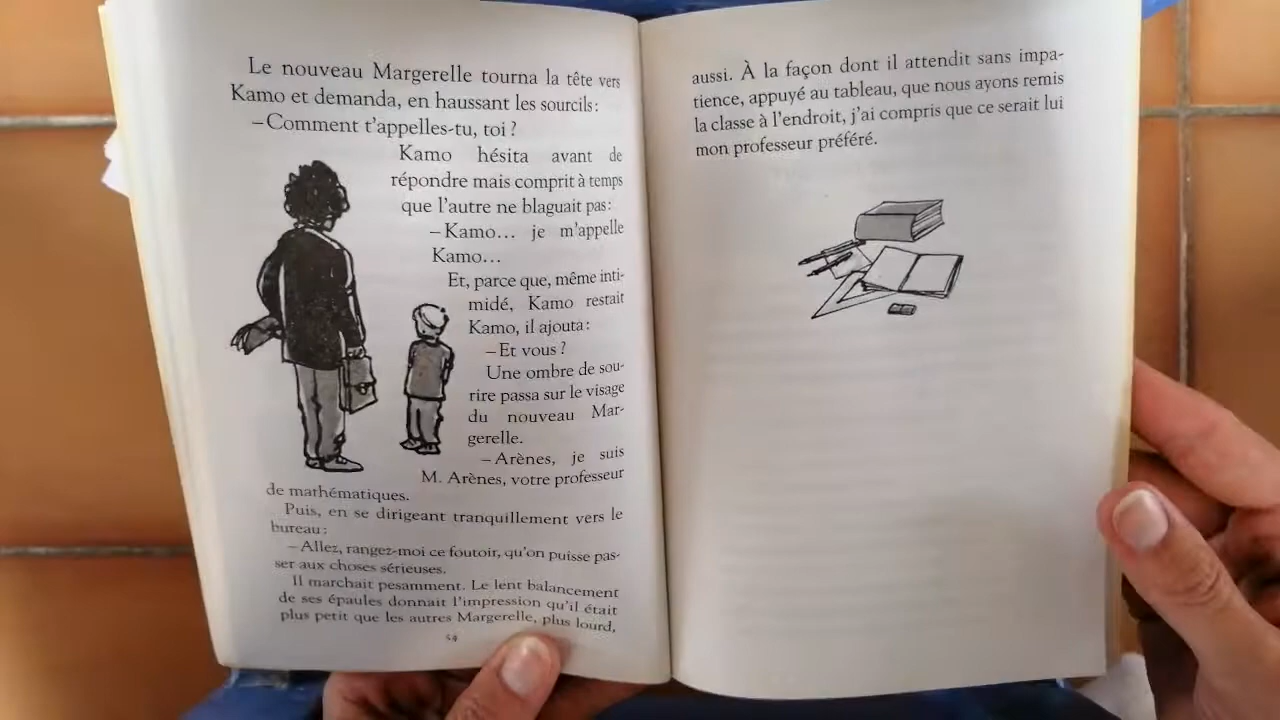 Le nouveau Margerelle tourna la tête vers
Kamo et demanda, en haussant les sourcils :
– Comment t'appelles-tu, toi ?
Kamo hésita avant de
répondre mais comprit à temps
que l'autre ne blaguait pas :
– Kamo… je m'appelle
Kamo…
Et, parce que, même inti-
midé, Kamo restait
Kamo, il ajouta :
– Et vous ?
Une ombre de sou-
rire passa sur le visage
du nouveau Mar-
gerelle.
– Arènes, je suis
M. Arènes, votre professeur
de mathématiques.
Puis, en se dirigeant tranquillement vers le
bureau :
– Allez, rangez-moi ce foutoir, qu'on puisse pas-
ser aux choses sérieuses.
Il marchait pesamment. Le lent balancement
de ses épaules donnait l'impression qu'il était
plus petit que les autres Margerelle, plus lourd,
54
aussi. À la façon dont il attendit sans impa-
tience, appuyé au tableau, que nous ayons remis
la classe à l'endroit, j'ai compris que ce serait lui
mon professeur préféré.